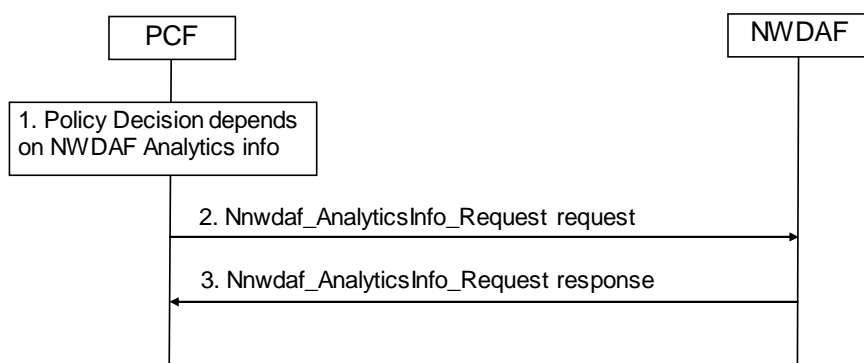 PCF
NWDAF
1. Policy Decision depends
on NWDAF Analytics info
2. Nnwdaf_AnalyticsInfo_Request request
3. Nnwdaf_AnalyticsInfo_Request response